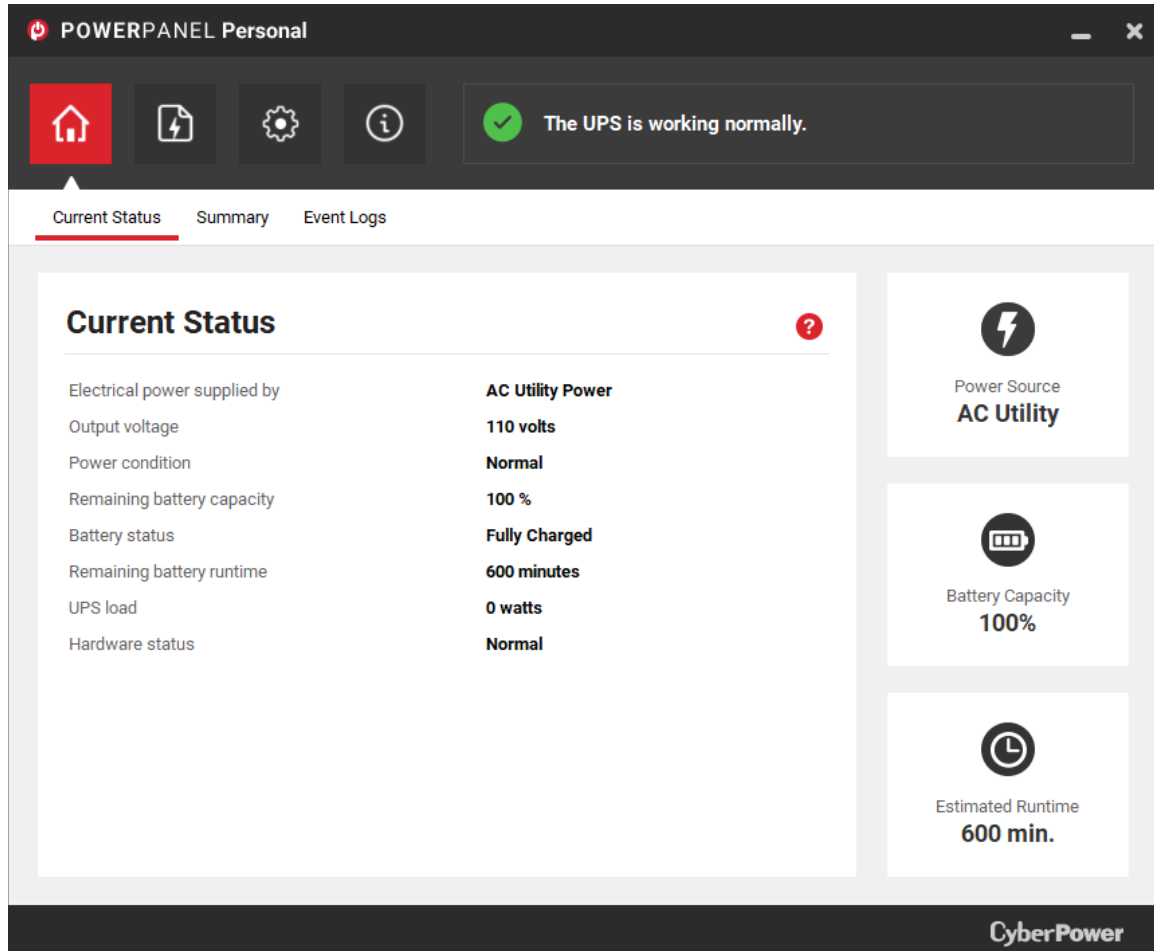 POWERPANEL Personal
The UPS is working normally.
Current Status Summary Event Logs
Current Status
?
Electrical power supplied by AC Utility Power
Output voltage 110 volts
Power condition Normal
Remaining battery capacity 100 %
Battery status Fully Charged
Remaining battery runtime 600 minutes
UPS load 0 watts
Hardware status Normal
Power Source
AC Utility
Battery Capacity
100%
Estimated Runtime
600 min.
CyberPower